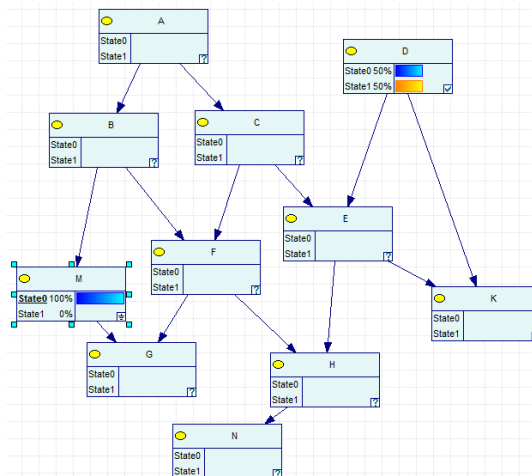 A
State0
State1
?
D
State0 50%
State1 50%
B
State0
State1
?
C
State0
State1
?
E
State0
State1
?
F
State0
State1
?
M
State0 100%
State1 0%
K
State0
State1
G
State0
State1
?
H
State0
State1
?
N
State0
State1
?